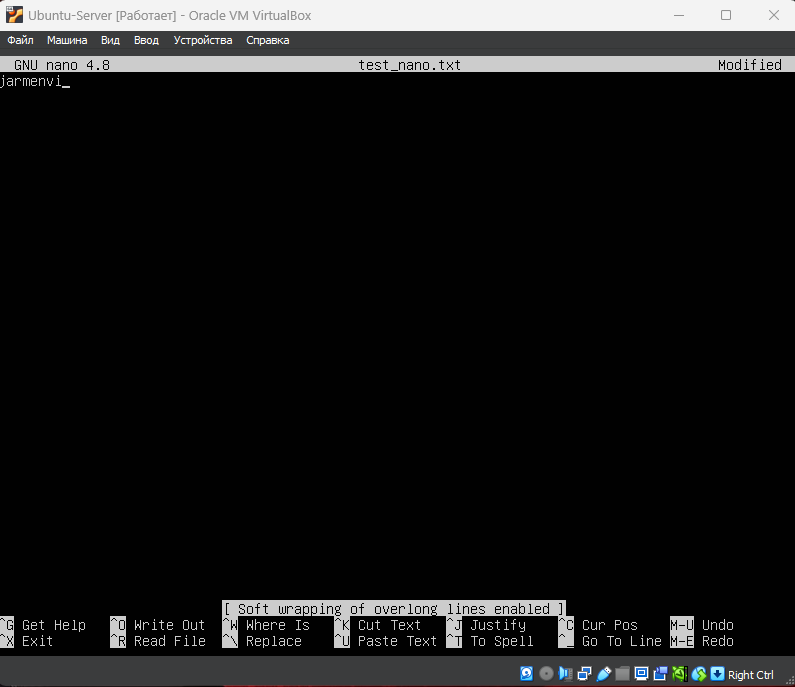 Ubuntu-Server [Работает] - Oracle VM VirtualBox
Файл Машина Вид Ввод Устройства Справка
GNU nano 4.8 test_nano.txt Modified
jarmenvi_
[ Soft wrapping of overlong lines enabled ]
^G Get Help ^O Write Out ^W Where Is ^K Cut Text ^J Justify ^C Cur Pos M-U Undo
^X Exit ^R Read File ^\ Replace ^U Paste Text ^T To Spell ^_ Go To Line M-E Redo
Right Ctrl